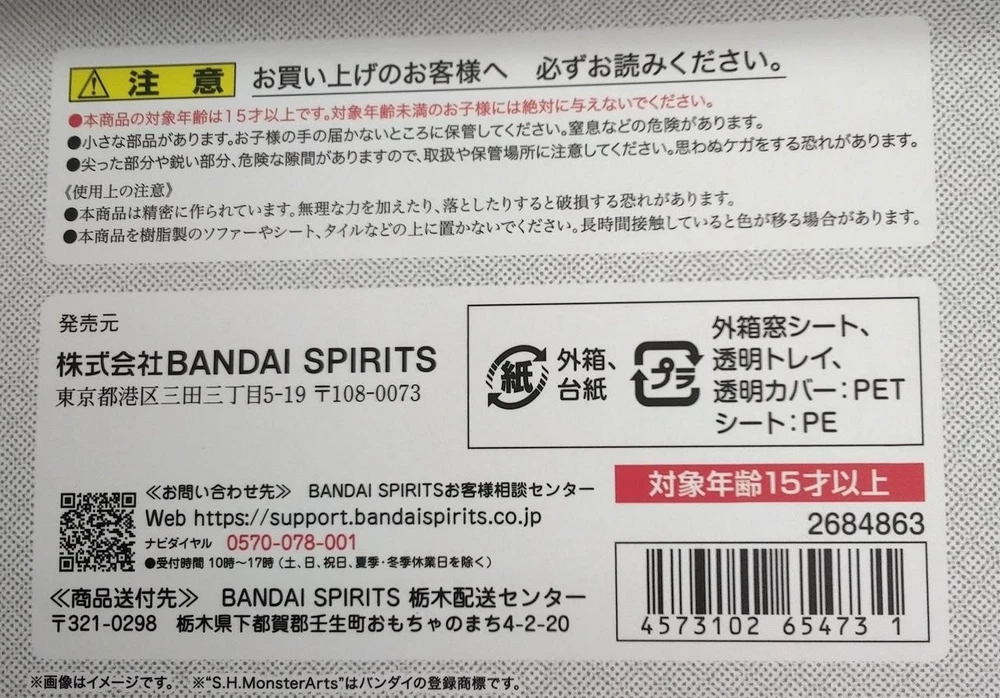 注意 お買い上げのお客様へ 必ずお読みください。
●本商品の対象年齢は15才以上です。対象年齢未満のお子様には絶対に与えないでください。
●小さな部品があります。お子様の手の届かないところに保管してください。窒息などの危険があります。
●尖った部分や鋭い部分、危険な隙間がありますので、取扱や保管場所に注意してください。思わぬケガをする恐れがあります。
《使用上の注意》
●本商品は精密に作られています。無理な力を加えたり、落としたりすると破損する恐れがあります。
●本商品を樹脂製のソファーやシート、タイルなどの上に置かないでください。長時間接触していると色が移る場合があります。
発売元
株式会社BANDAI SPIRITS
東京都港区三田三丁目5-19 〒108-0073
紙 外箱、
台紙
プラ 外箱窓シート、
透明トレイ、
透明カバー:PET
シート:PE
≪お問い合わせ先≫ BANDAI SPIRITSお客様相談センター
Web https://support.bandaispirits.co.jp
ナビダイヤル 0570-078-001
●受付時間 10時～17時(土、日、祝日、夏季・冬季休業日を除く)
≪商品送付先≫ BANDAI SPIRITS 栃木配送センター
〒321-0298 栃木県下都賀郡壬生町おもちゃのまち4-2-20
対象年齢15才以上
2684863
4573102 65473 1
※画像はイメージです。 ※“S.H.MonsterArts”はバンダイの登録商標です。